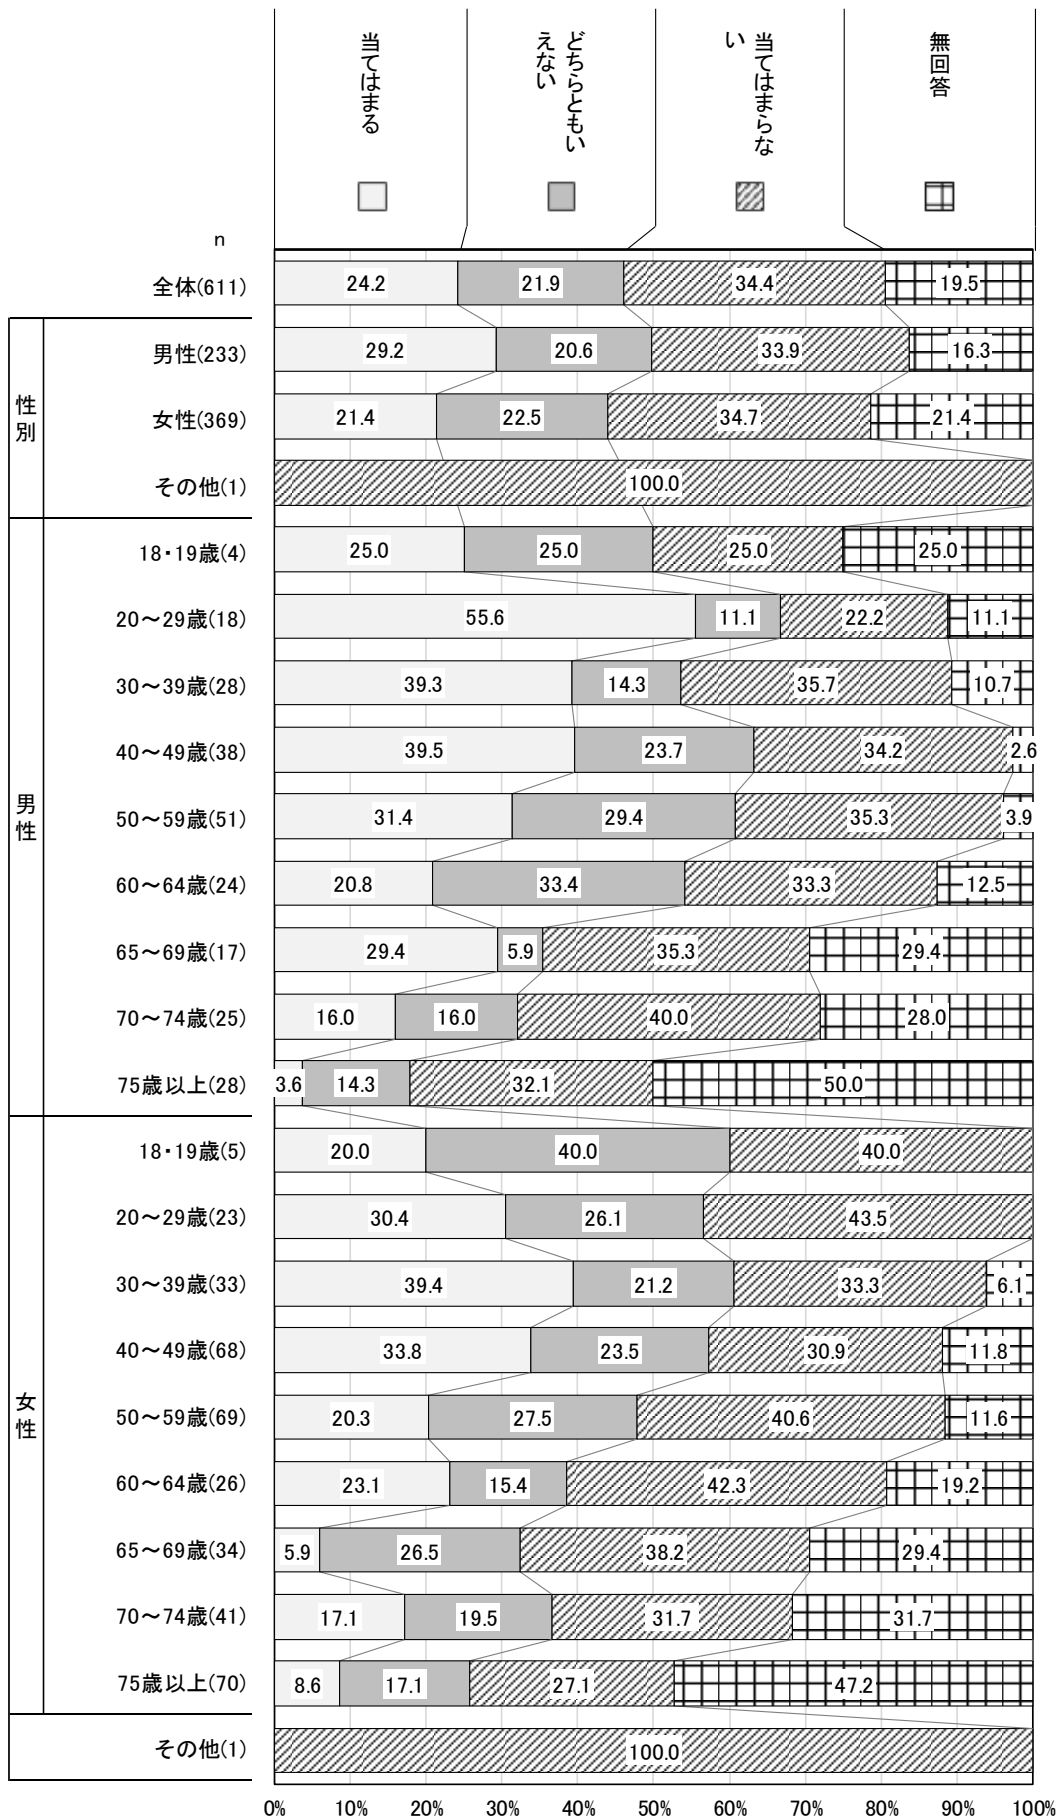 当てはまる
どちらともい
えない
当てはまらな
い
無回答
n
全体(611) 24.2 21.9 34.4 19.5
性別
男性(233) 29.2 20.6 33.9 16.3
女性(369) 21.4 22.5 34.7 21.4
その他(1) 100.0
男性
18・19歳(4) 25.0 25.0 25.0 25.0
20～29歳(18) 55.6 11.1 22.2 11.1
30～39歳(28) 39.3 14.3 35.7 10.7
40～49歳(38) 39.5 23.7 34.2 2.6
50～59歳(51) 31.4 29.4 35.3 3.9
60～64歳(24) 20.8 33.4 33.3 12.5
65～69歳(17) 29.4 5.9 35.3 29.4
70～74歳(25) 16.0 16.0 40.0 28.0
75歳以上(28) 3.6 14.3 32.1 50.0
女性
18・19歳(5) 20.0 40.0 40.0
20～29歳(23) 30.4 26.1 43.5
30～39歳(33) 39.4 21.2 33.3 6.1
40～49歳(68) 33.8 23.5 30.9 11.8
50～59歳(69) 20.3 27.5 40.6 11.6
60～64歳(26) 23.1 15.4 42.3 19.2
65～69歳(34) 5.9 26.5 38.2 29.4
70～74歳(41) 17.1 19.5 31.7 31.7
75歳以上(70) 8.6 17.1 27.1 47.2
その他(1) 100.0
0% 10% 20% 30% 40% 50% 60% 70% 80% 90% 100%